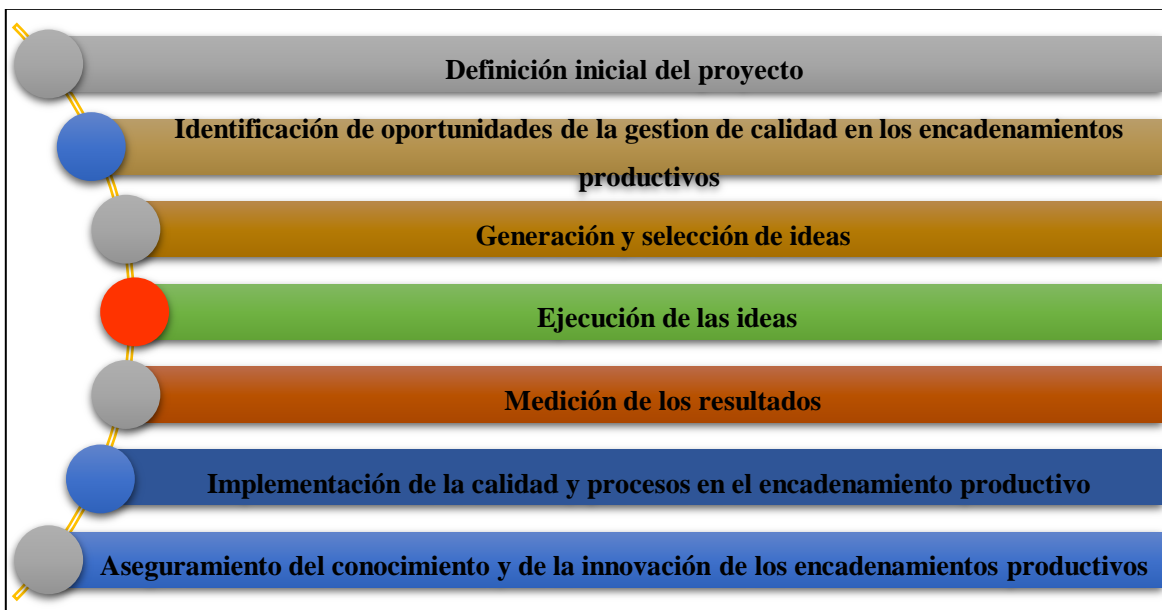 Definición inicial del proyecto
Identificación de oportunidades de la gestion de calidad en los encadenamientos
productivos
Generación y selección de ideas
Ejecución de las ideas
Medición de los resultados
Implementación de la calidad y procesos en el encadenamiento productivo
Aseguramiento del conocimiento y de la innovación de los encadenamientos productivos